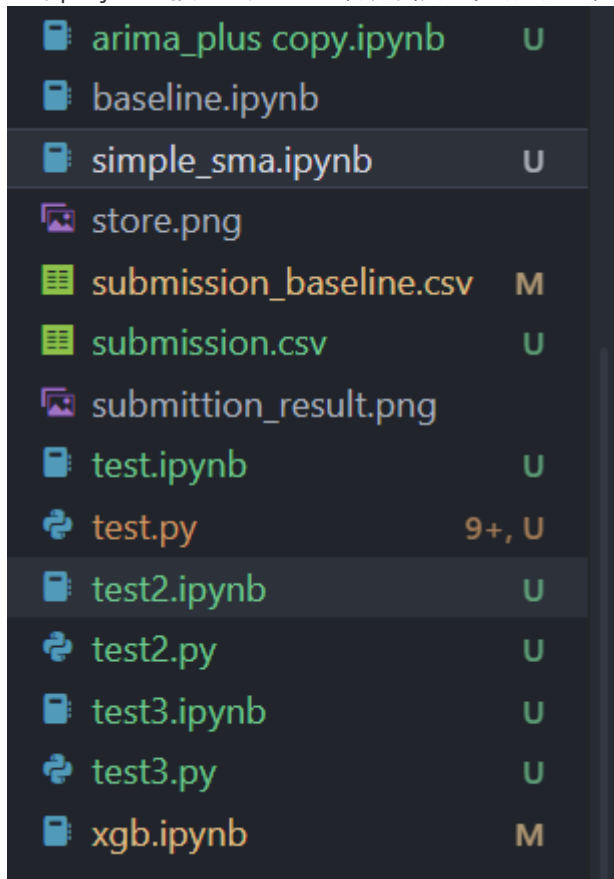 arima_plus copy.ipynb U
baseline.ipynb
simple_sma.ipynb U
store.png
submission_baseline.csv M
submission.csv U
submittion_result.png
test.ipynb U
test.py 9+, U
test2.ipynb U
test2.py U
test3.ipynb U
test3.py U
xgb.ipynb M